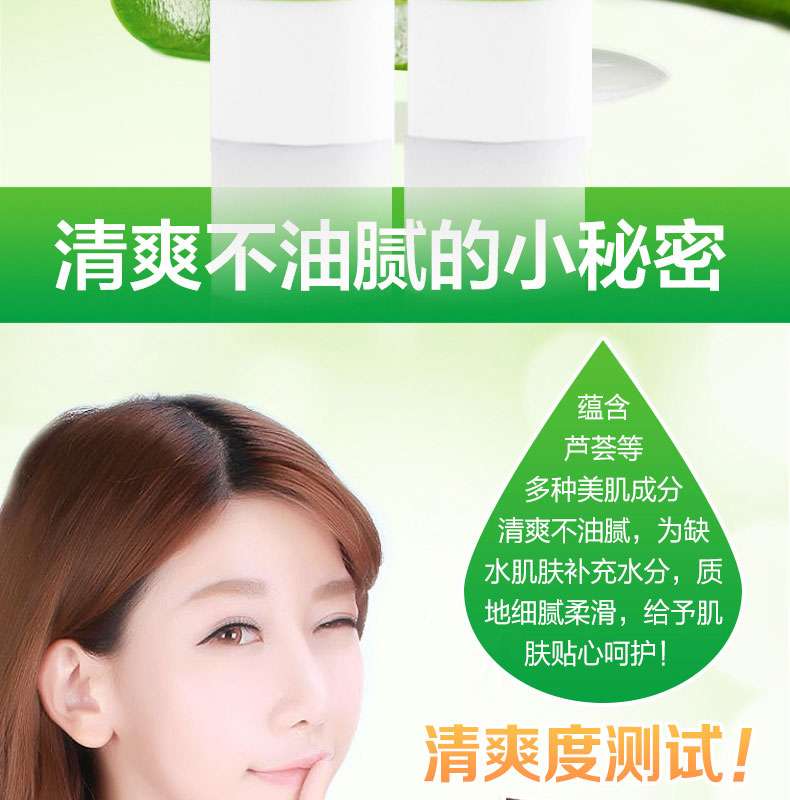 清爽不油腻的小秘密
蕴含
芦荟等
多种美肌成分
清爽不油腻，为缺
水肌肤补充水分，质
地细腻柔滑，给予肌
肤贴心呵护！
清爽度测试！